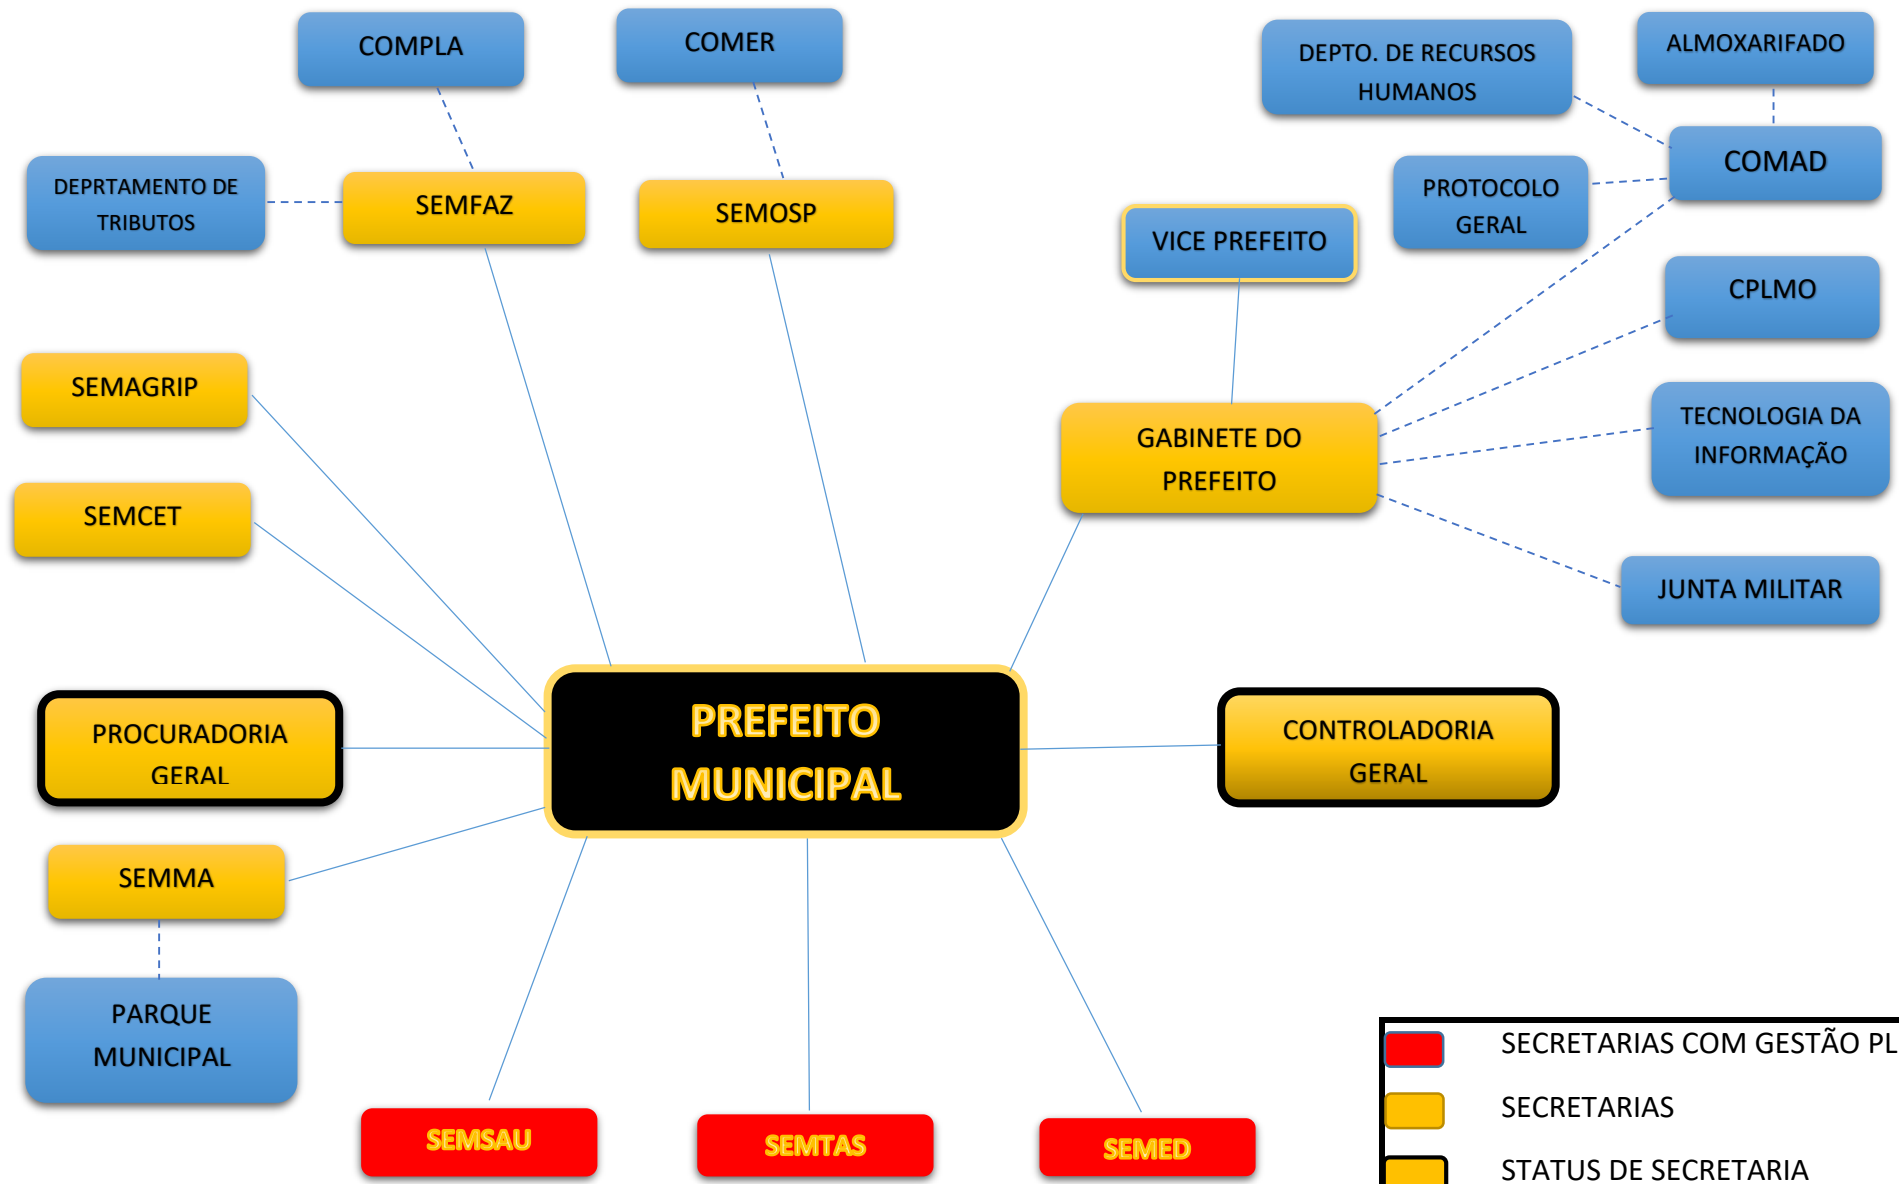 COMPLA
COMER
DEPTO. DE RECURSOS
HUMANOS
ALMOXARIFADO
DEPRTAMENTO DE
TRIBUTOS
SEMFAZ
SEMOSP
VICE PREFEITO
PROTOCOLO
GERAL
COMAD
CPLMO
SEMAGRIP
SEMCET
GABINETE DO
PREFEITO
TECNOLOGIA DA
INFORMAÇÃO
JUNTA MILITAR
PROCURADORIA
GERAL
PREFEITO
MUNICIPAL
CONTROLADORIA
GERAL
SEMMA
PARQUE
MUNICIPAL
SEMSAU
SEMTAS
SEMED
SECRETARIAS COM GESTÃO PL
SECRETARIAS
STATUS DE SECRETARIA